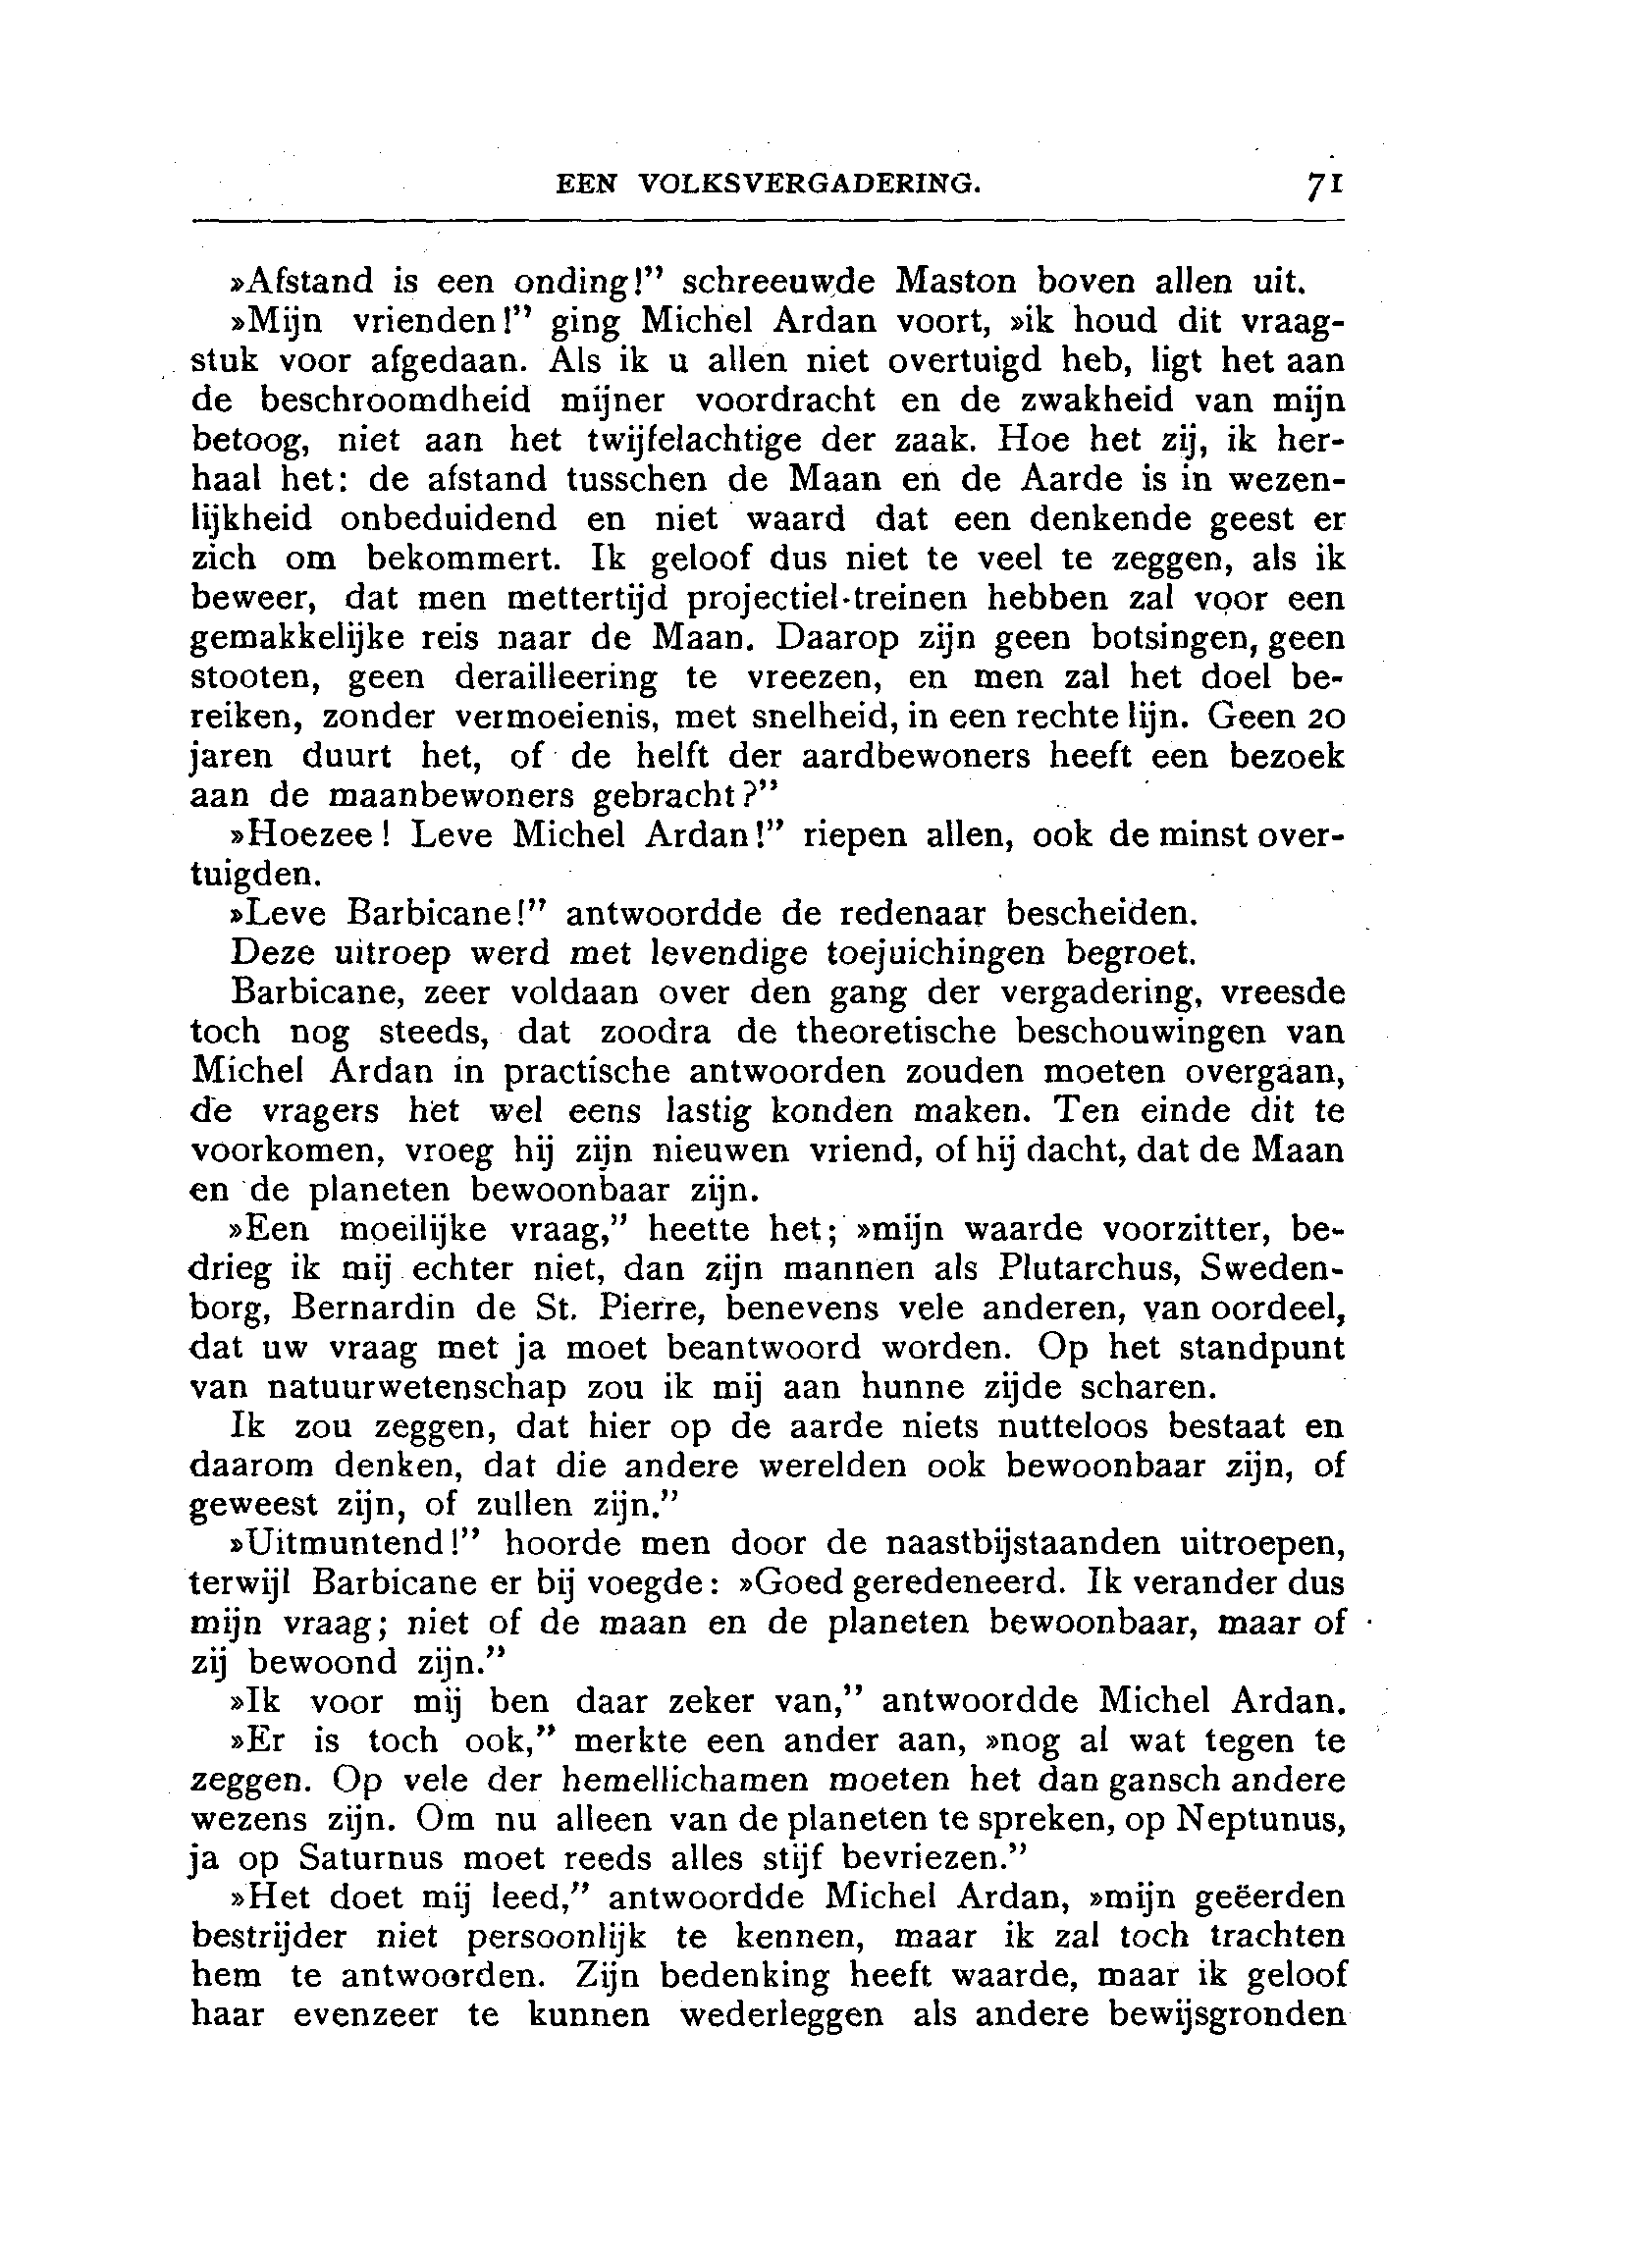 EEN VOLKSVERGADERING. 71
»Afstand is een onding!” schreeuwde Maston boven allen uit.
»Mijn vrienden!” ging Michel Ardan voort, »ik houd dit vraag-
stuk voor afgedaan. Als ik u allen niet overtuigd heb, ligt het aan
de beschroomdheid mijner voordracht en de zwakheid van mijn
betoog, niet aan het twijfelachtige der zaak. Hoe het zij, ik her-
haal het: de afstand tusschen de Maan en de Aarde is in wezen-
lijkheid onbeduidend en niet waard dat een denkende geest er
zich om bekommert. Ik geloof dus niet te veel te zeggen, als ik
beweer, dat men mettertijd projectiel-treinen hebben zal voor een
gemakkelijke reis naar de Maan. Daarop zijn geen botsingen, geen
stooten, geen derailleering te vreezen, en men zal het doel be-
reiken, zonder vermoeienis, met snelheid, in een rechte lijn. Geen 20
jaren duurt het, of de helft der aardbewoners heeft een bezoek
aan de maanbewoners gebracht?”
»Hoezee! Leve Michel Ardan!” riepen allen, ook de minst over-
tuigden.
»Leve Barbicane!” antwoordde de redenaar bescheiden.
Deze uitroep werd met levendige toejuichingen begroet.
Barbicane, zeer voldaan over den gang der vergadering, vreesde
toch nog steeds, dat zoodra de theoretische beschouwingen van
Michel Ardan in practische antwoorden zouden moeten overgaan,
de vragers het wel eens lastig konden maken. Ten einde dit te
voorkomen, vroeg hij zijn nieuwen vriend, of hij dacht, dat de Maan
en de planeten bewoonbaar zijn.
»Een moeilijke vraag,” heette het; »mijn waarde voorzitter, be-
drieg ik mij echter niet, dan zijn mannen als Plutarchus, Sweden-
borg, Bernardin de St. Pierre, benevens vele anderen, van oordeel,
dat uw vraag met ja moet beantwoord worden. Op het standpunt
van natuurwetenschap zou ik mij aan hunne zijde scharen.
Ik zou zeggen, dat hier op de aarde niets nutteloos bestaat en
daarom denken, dat die andere werelden ook bewoonbaar zijn, of
geweest zijn, of zullen zijn.”
»Uitmuntend!” hoorde men door de naastbijstaanden uitroepen,
terwijl Barbicane er bij voegde: »Goed geredeneerd. Ik verander dus
mijn vraag; niet of de maan en de planeten bewoonbaar, maar of
zij bewoond zijn.”
»Ik voor mij ben daar zeker van,” antwoordde Michel Ardan.
»Er is toch ook,” merkte een ander aan, »nog al wat tegen te
zeggen. Op vele der hemellichamen moeten het dan gansch andere
wezens zijn. Om nu alleen van de planeten te spreken, op Neptunus,
ja op Saturnus moet reeds alles stijf bevriezen.”
»Het doet mij leed,” antwoordde Michel Ardan, »mijn geëerden
bestrijder niet persoonlijk te kennen, maar ik zal toch trachten
hem te antwoorden. Zijn bedenking heeft waarde, maar ik geloof
haar evenzeer te kunnen wederleggen als andere bewijsgronden